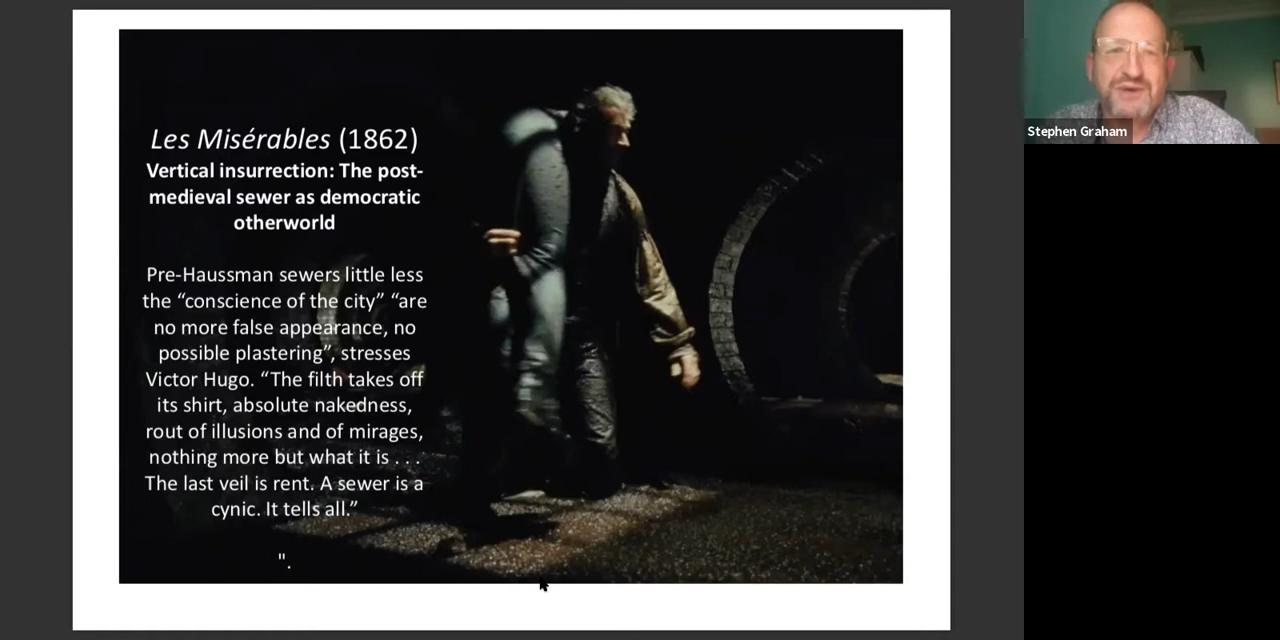 Les Misérables (1862)
Vertical insurrection: The post-
medieval sewer as democratic
otherworld
Pre-Haussman sewers little less
the “conscience of the city” “are
no more false appearance, no
possible plastering”, stresses
Victor Hugo. “The filth takes off
its shirt, absolute nakedness,
rout of illusions and of mirages,
nothing more but what it is . . .
The last veil is rent. A sewer is a
cynic. It tells all.”
".
Stephen Graham